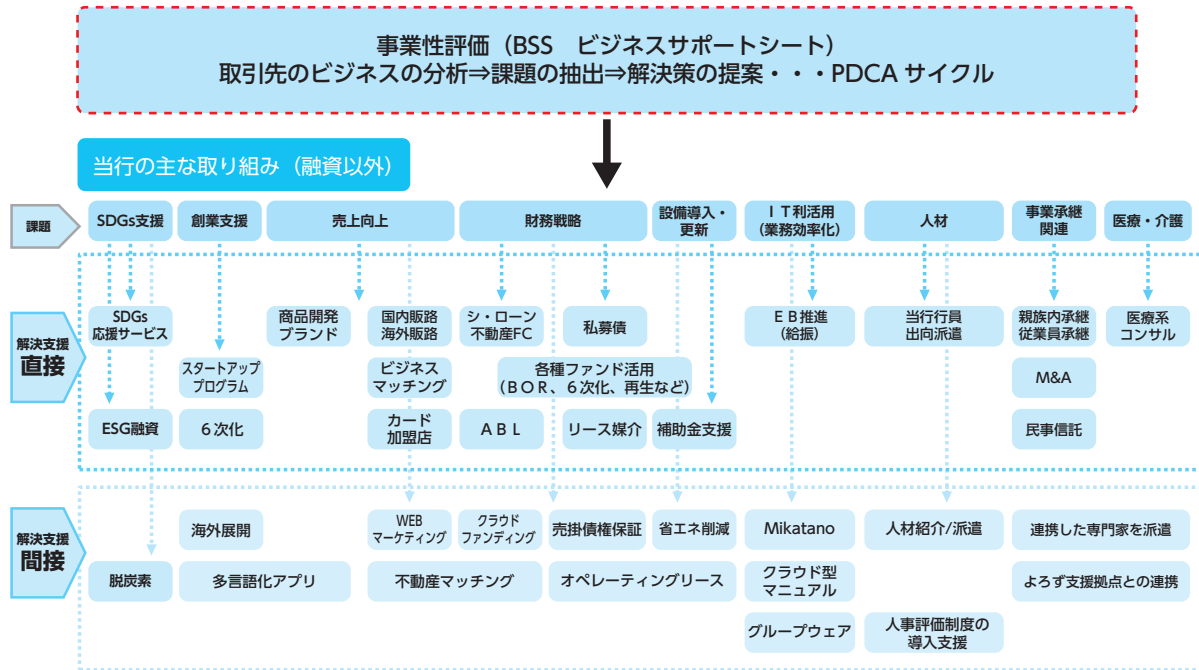 事業性評価（BSS　ビジネスサポートシート）
取引先のビジネスの分析⇒課題の抽出⇒解決策の提案・・・PDCA サイクル
当行の主な取り組み（融資以外）
課題
SDGs支援
創業支援
売上向上
財務戦略
設備導入・
更新
ＩＴ利活用
（業務効率化）
人材
事業承継
関連
医療・介護
解決支援
直接
SDGs
応援サービス
商品開発
ブランド
国内販路
海外販路
シ・ローン
不動産FC
私募債
ＥＢ推進
（給振）
当行行員
出向派遣
親族内承継
従業員承継
医療系
コンサル
スタートアップ
プログラム
ビジネス
マッチング
各種ファンド活用
（ＢＯＲ、６次化、再生など）
M&A
ESG融資
６次化
カード
加盟店
ＡＢＬ
リース媒介
補助金支援
民事信託
解決支援
間接
海外展開
WEB
マーケティング
クラウド
ファンディング
売掛債権保証
省エネ削減
Mikatano
人材紹介/派遣
連携した専門家を派遣
脱炭素
多言語化アプリ
不動産マッチング
オペレーティングリース
クラウド型
マニュアル
よろず支援拠点との連携
グループウェア
人事評価制度の
導入支援